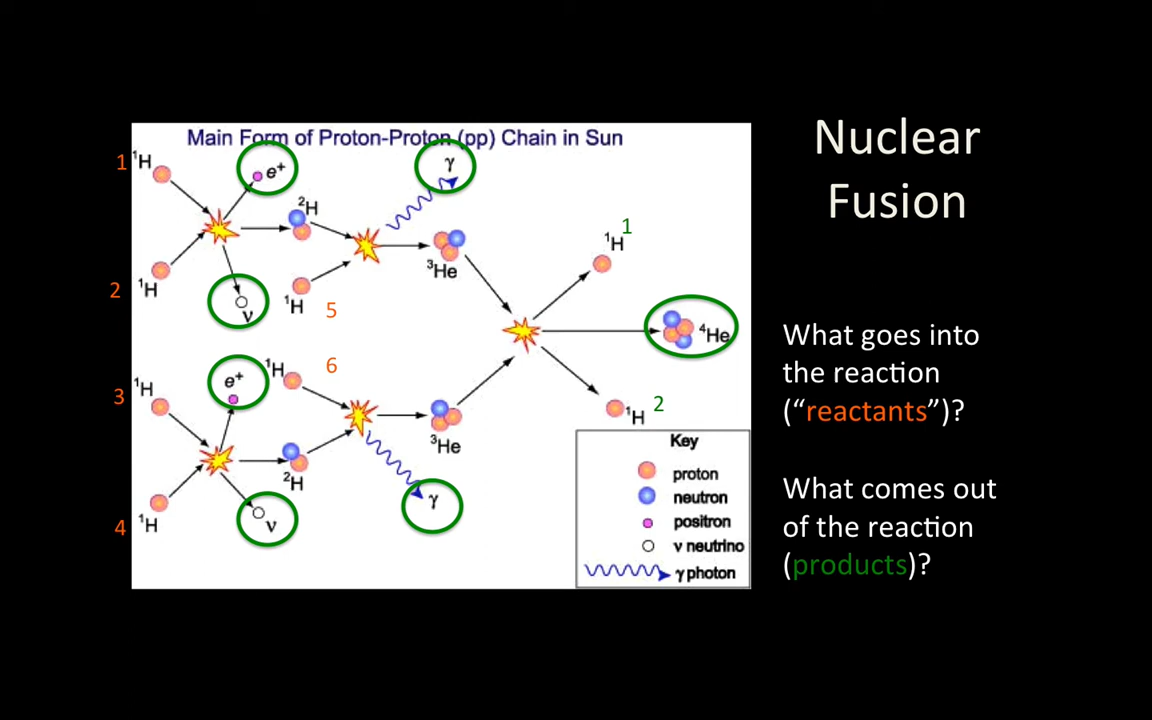 Main Form of Proton-Proton (pp) Chain in Sun
1 ¹H
e⁺
γ
²H
³He
¹H 1
2 ¹H
ν
¹H 5
⁴He
¹H 6
e⁺
3 ¹H
¹H 2
³He
²H
4 ¹H
ν
γ
Key
proton
neutron
positron
ν neutrino
γ photon
Nuclear
Fusion
What goes into
the reaction
(“reactants”)?
What comes out
of the reaction
(products)?